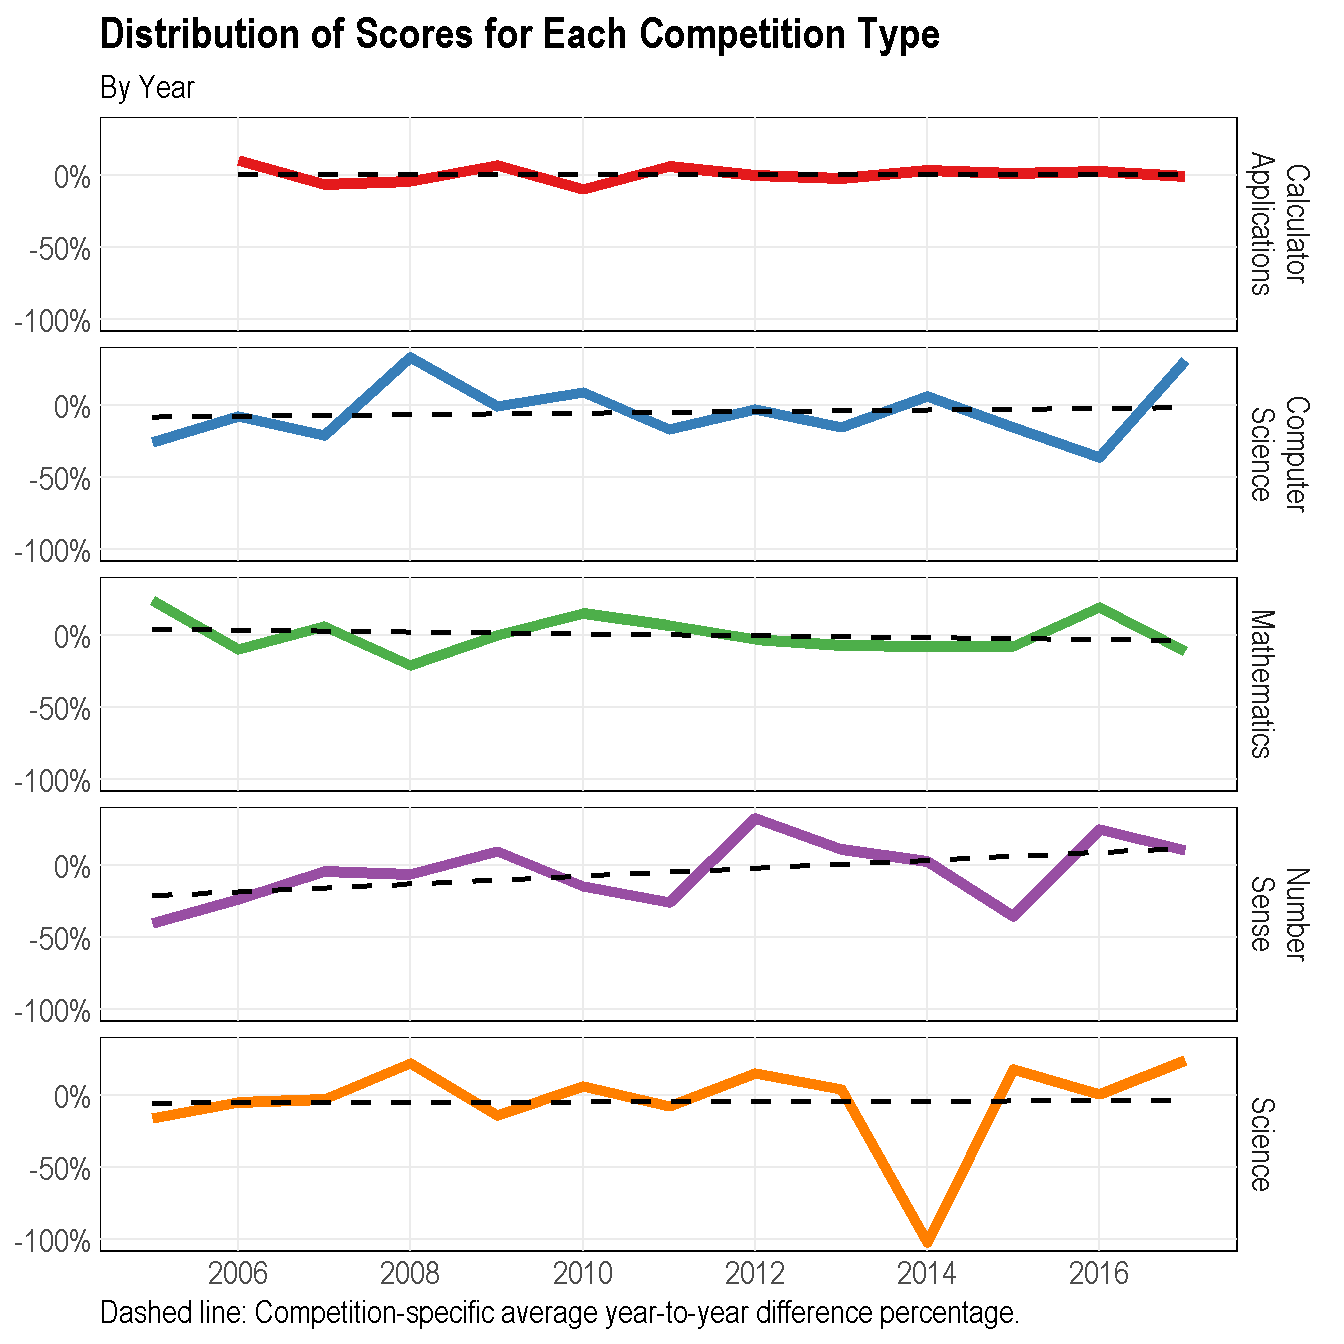 Distribution of Scores for Each Competition Type
By Year
0%
-50%
-100%
Calculator
Applications
0%
-50%
-100%
Computer
Science
0%
-50%
-100%
Mathematics
0%
-50%
-100%
Number
Sense
0%
-50%
-100%
Science
2006 2008 2010 2012 2014 2016
Dashed line: Competition-specific average year-to-year difference percentage.